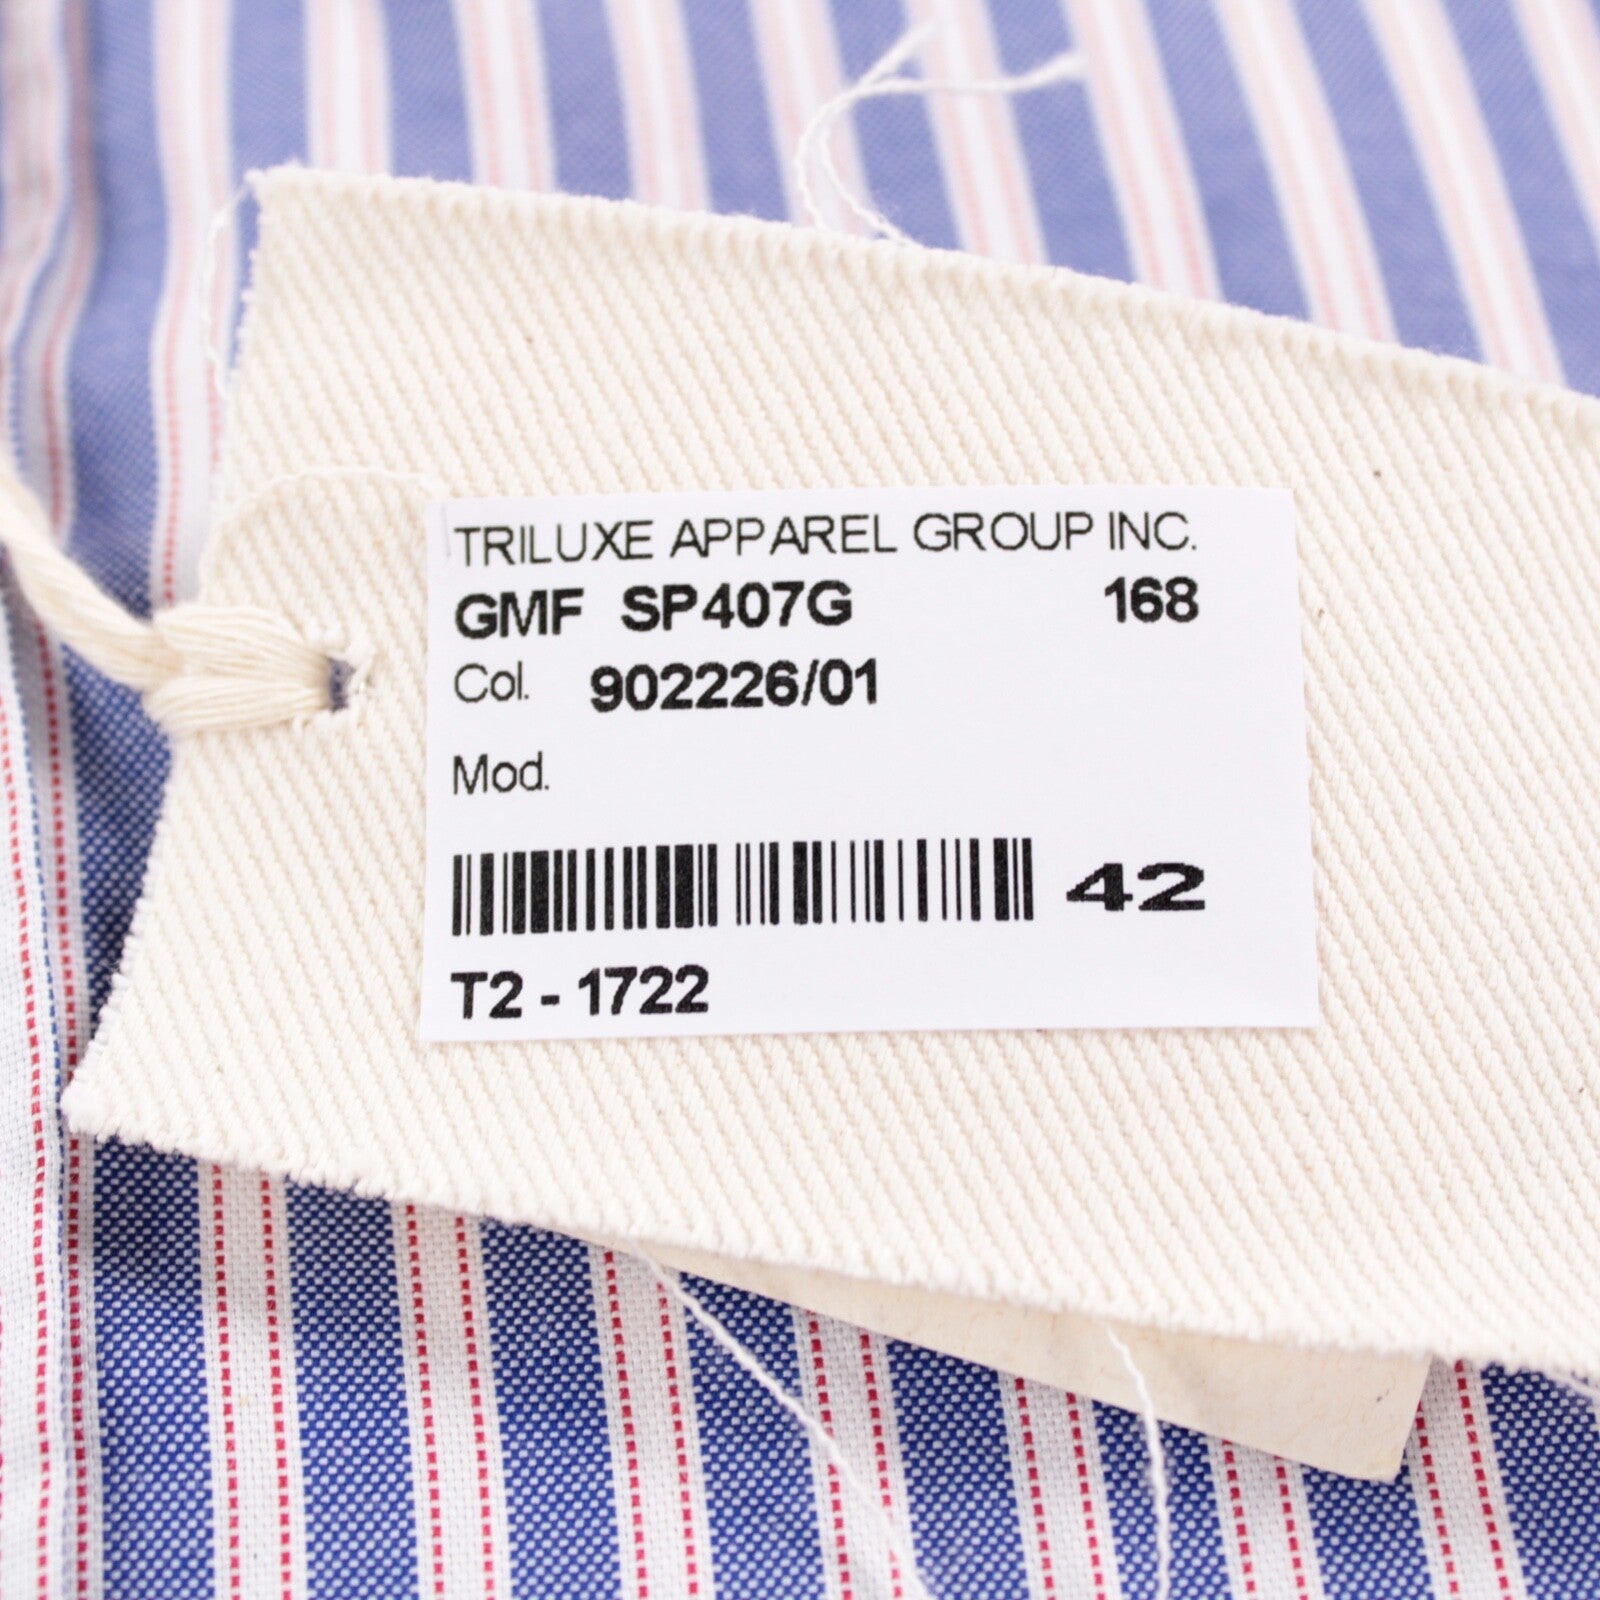 TRILUXE APPAREL GROUP INC.
GMF SP407G 168
Col. 902226/01
Mod.
42
T2 - 1722